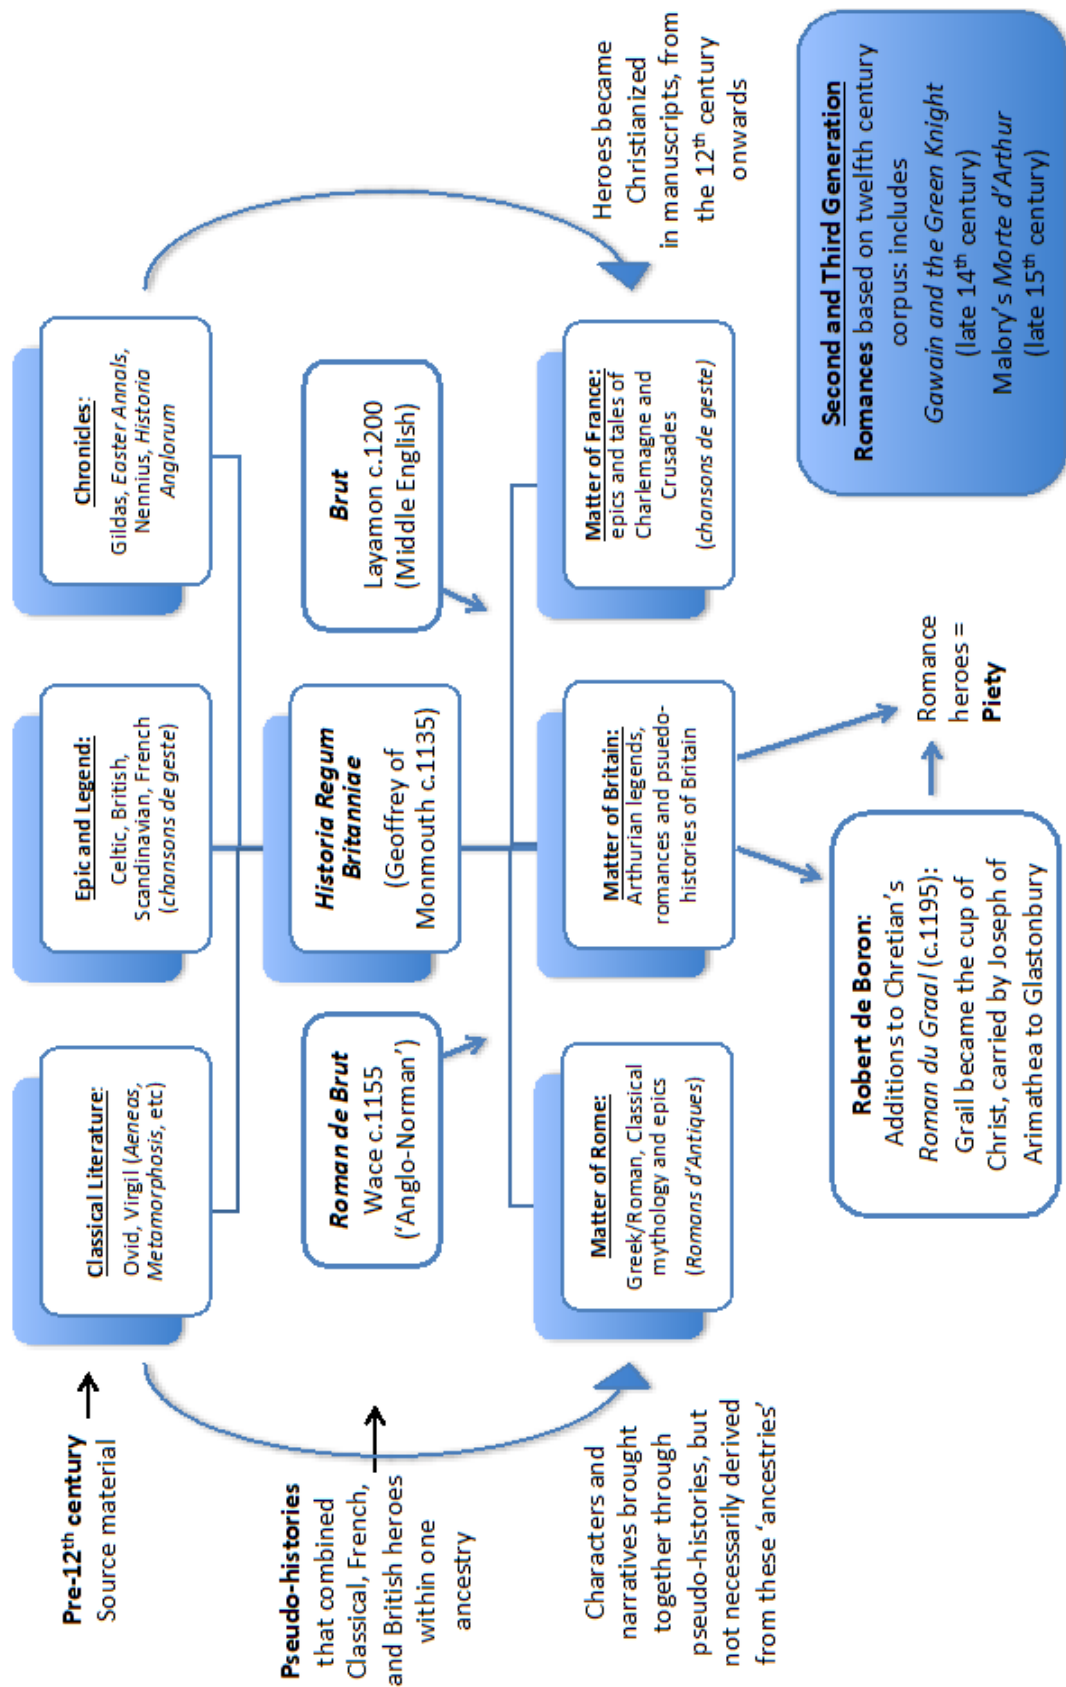 Pre-12th century
Source material
Classical Literature:
Ovid, Virgil (Aeneas,
Metamorphosis, etc)
Epic and Legend:
Celtic, British,
Scandinavian, French
(chansons de geste)
Chronicles:
Gildas, Easter Annals,
Nennius, Historia
Anglorum
Pseudo-histories
that combined
Classical, French,
and British heroes
within one
ancestry
Roman de Brut
Wace c.1155
(‘Anglo-Norman’)
Historia Regum
Britanniae
(Geoffrey of
Monmouth c.1135)
Brut
Layamon c.1200
(Middle English)
Characters and
narratives brought
together through
pseudo-histories, but
not necessarily derived
from these ‘ancestries’
Matter of Rome:
Greek/Roman, Classical
mythology and epics
(Romans d’Antiques)
Matter of Britain:
Arthurian legends,
romances and psuedo-
histories of Britain
Matter of France:
epics and tales of
Charlemagne and
Crusades
(chansons de geste)
Heroes became
Christianized
in manuscripts, from
the 12th century
onwards
Robert de Boron:
Additions to Chretian’s
Roman du Graal (c.1195):
Grail became the cup of
Christ, carried by Joseph of
Arimathea to Glastonbury
Romance
heroes =
Piety
Second and Third Generation
Romances based on twelfth century
corpus: includes
Gawain and the Green Knight
(late 14th century)
Malory’s Morte d’Arthur
(late 15th century)